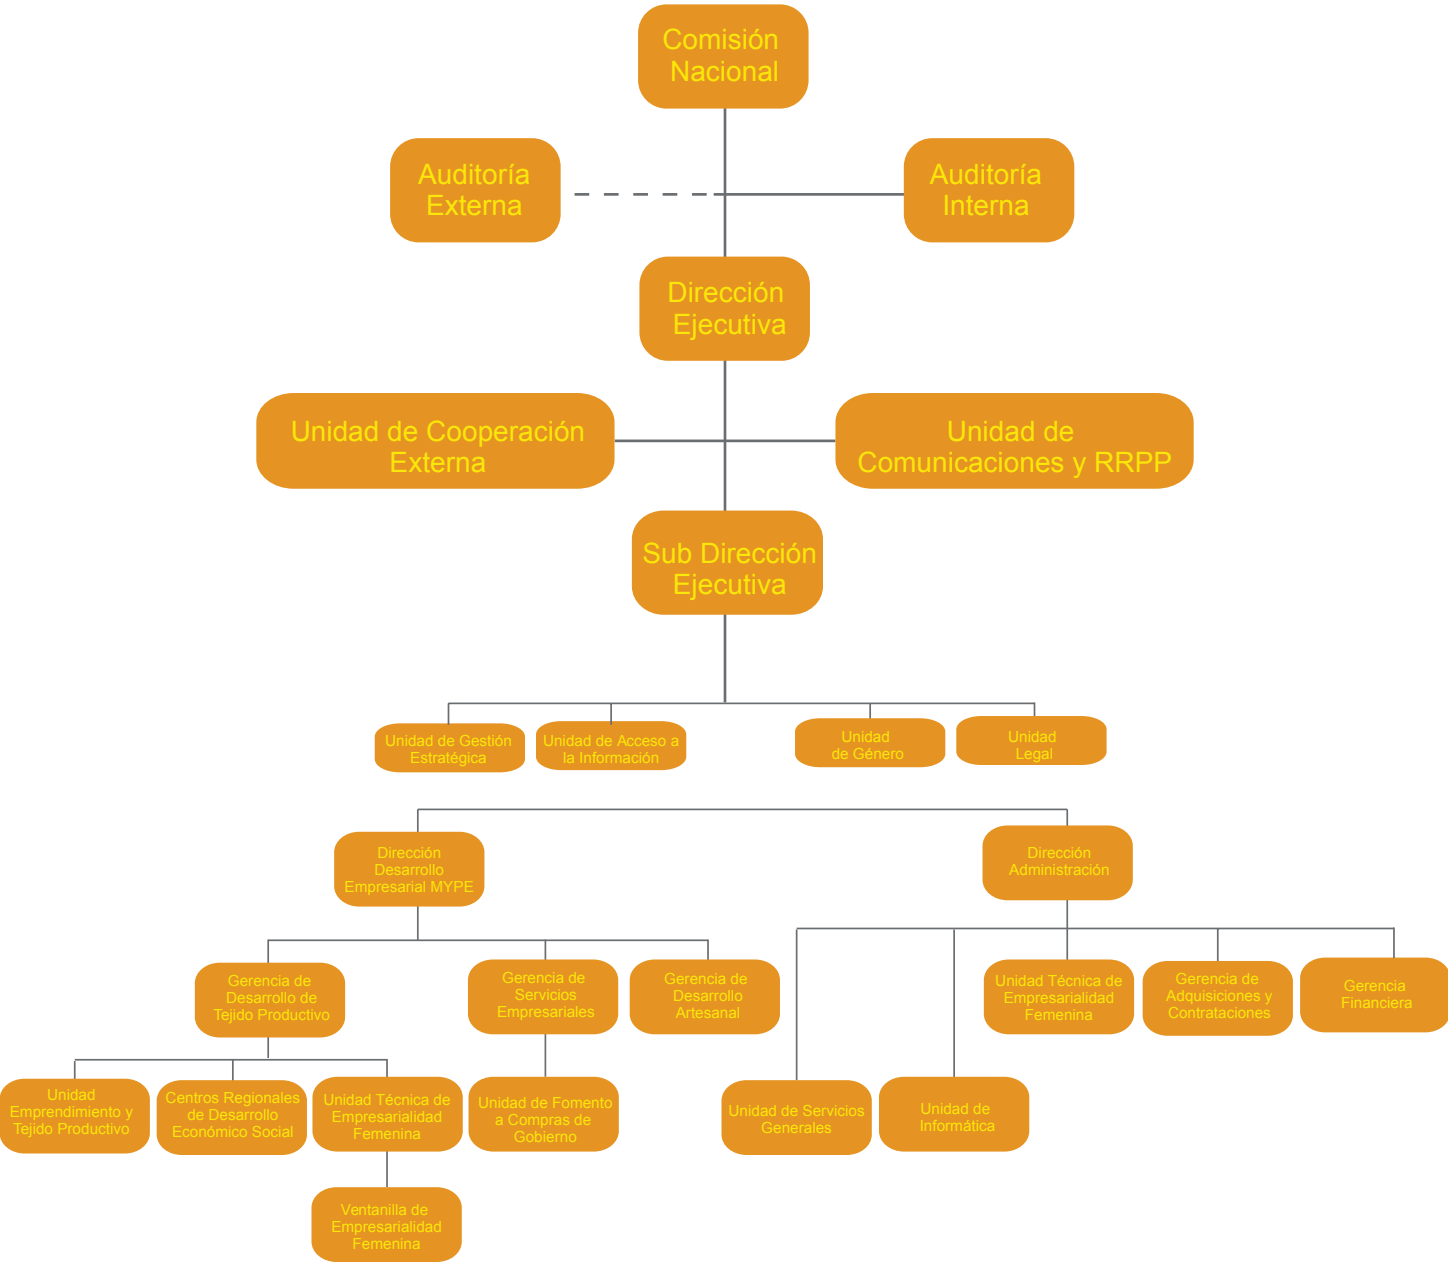 Comisión
Nacional
Auditoría
Externa
Auditoría
Interna
Dirección
Ejecutiva
Unidad de Cooperación
Externa
Unidad de
Comunicaciones y RRPP
Sub Dirección
Ejecutiva
Unidad de Gestión
Estratégica
Unidad de Acceso a
la Información
Unidad
de Género
Unidad
Legal
Dirección
Desarrollo
Empresarial MYPE
Dirección
Administración
Gerencia de
Desarrollo de
Tejido Productivo
Gerencia de
Servicios
Empresariales
Gerencia de
Desarrollo
Artesanal
Unidad Técnica de
Empresarialidad
Femenina
Gerencia de
Adquisiciones y
Contrataciones
Gerencia
Financiera
Unidad
Emprendimiento y
Tejido Productivo
Centros Regionales
de Desarrollo
Económico Social
Unidad Técnica de
Empresarialidad
Femenina
Unidad de Fomento
a Compras de
Gobierno
Unidad de Servicios
Generales
Unidad de
Informática
Ventanilla de
Empresarialidad
Femenina